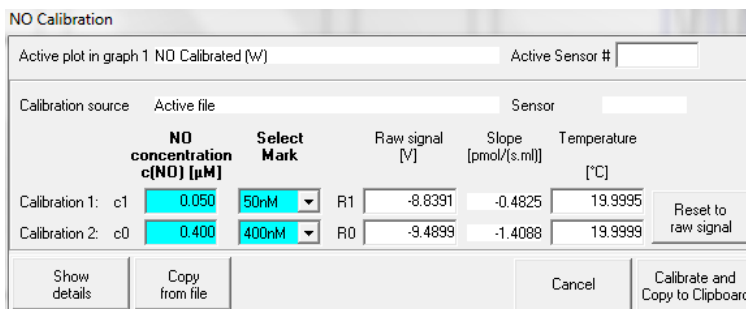 NO Calibration
Active plot in graph 1 NO Calibrated (W) Active Sensor #
Calibration source Active file Sensor
NO concentration c(NO) [µM] Select Mark Raw signal [V] Slope [pmol/(s.ml)] Temperature [°C]
Calibration 1: c1 0.050 50nM R1 -8.8391 -0.4825 19.9995 Reset to raw signal
Calibration 2: c0 0.400 400nM R0 -9.4899 -1.4088 19.9999
Show details Copy from file Cancel Calibrate and Copy to Clipboard